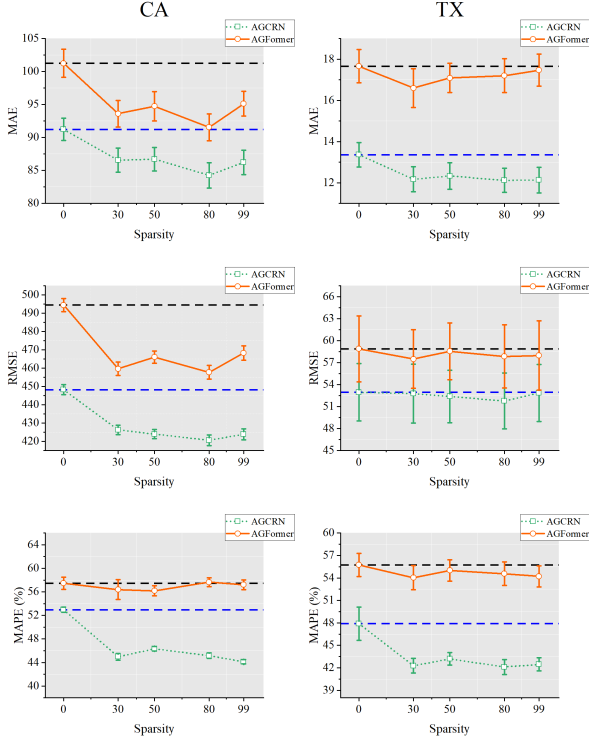 CA
TX
AGCRN
AGFormer
105
100
95
90
85
80
MAE
0
30
50
80
99
Sparsity
AGCRN
AGFormer
18
16
14
12
MAE
0
30
50
80
99
Sparsity
AGCRN
AGFormer
500
490
480
470
460
450
440
430
420
RMSE
0
30
50
80
99
Sparsity
AGCRN
AGFormer
66
63
60
57
54
51
48
45
RMSE
0
30
50
80
99
Sparsity
AGCRN
AGFormer
64
60
56
52
48
44
40
MAPE (%)
0
30
50
80
99
Sparsity
AGCRN
AGFormer
60
57
54
51
48
45
42
39
MAPE (%)
0
30
50
80
99
Sparsity